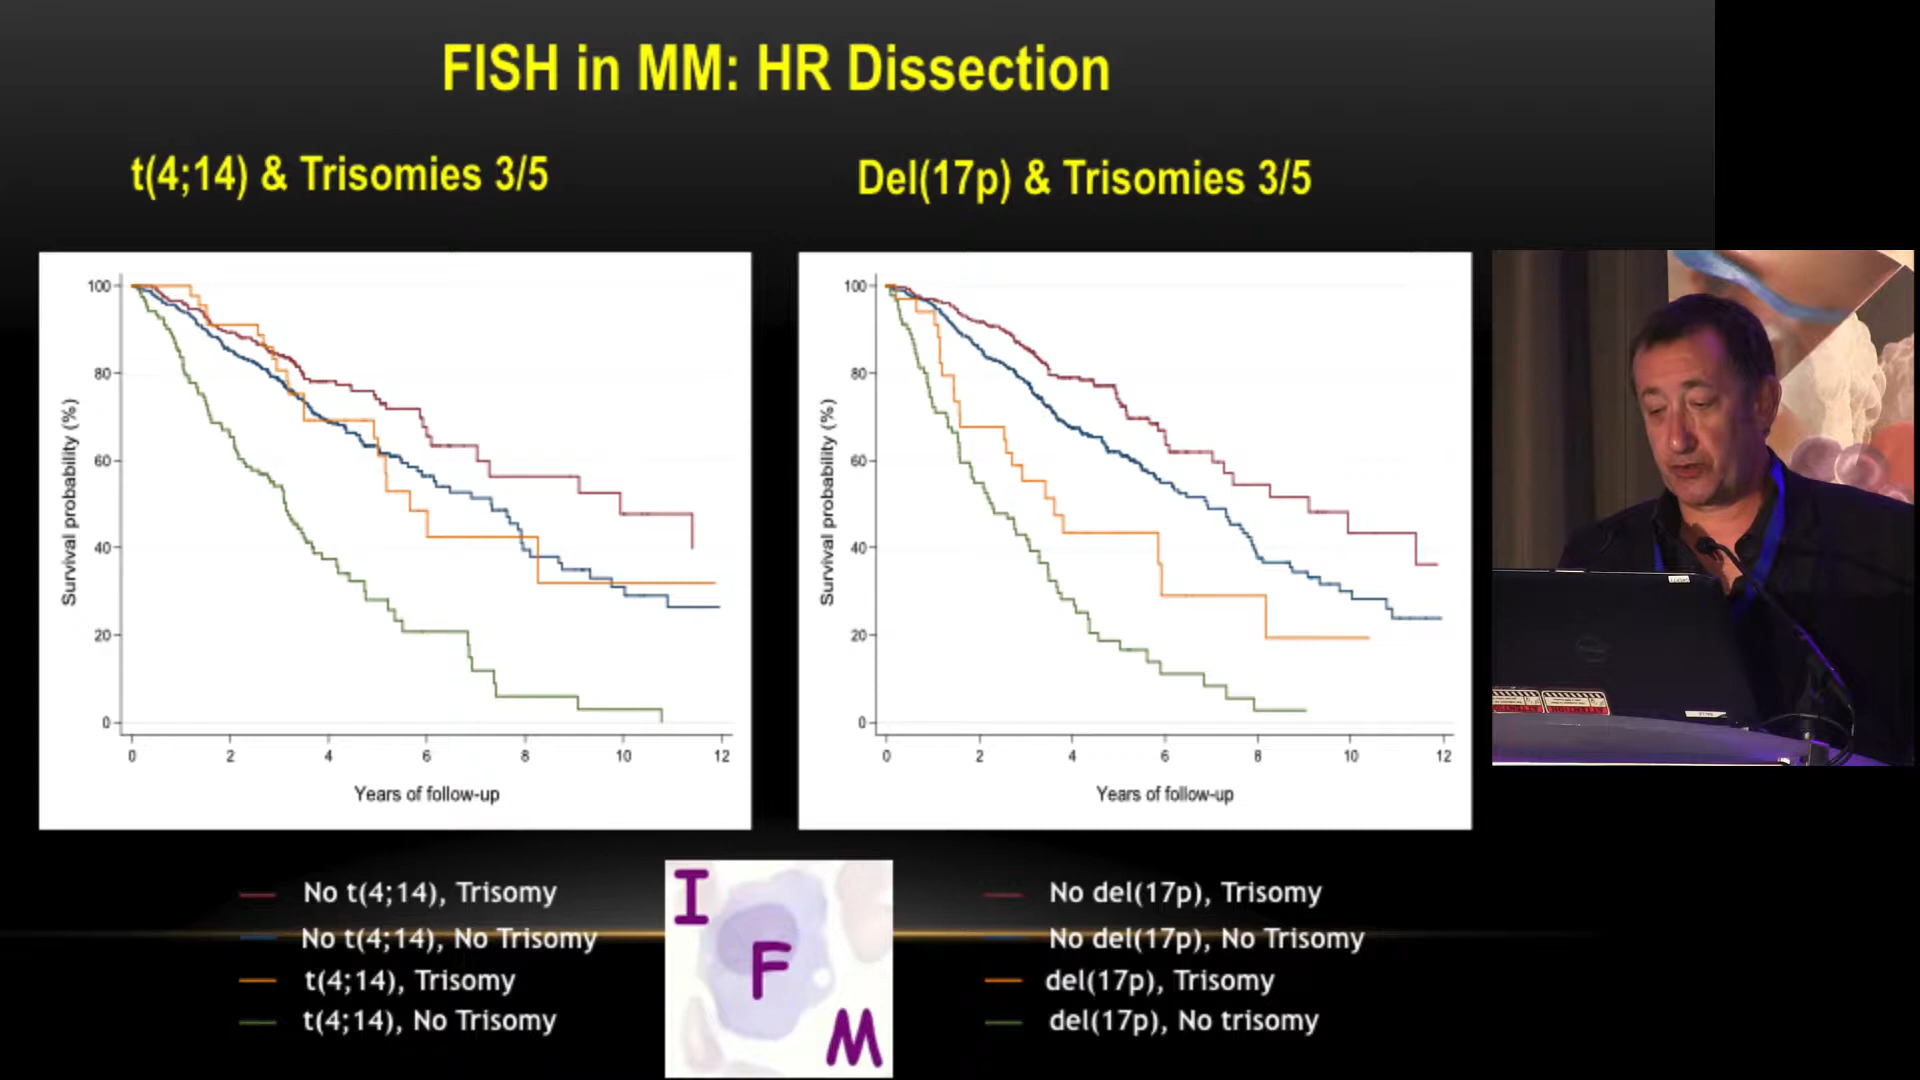 FISH in MM: HR Dissection
t(4;14) & Trisomies 3/5
Del(17p) & Trisomies 3/5
100
80
60
40
20
0
0 2 4 6 8 10 12
Survival probability (%)
Years of follow-up
100
80
60
40
20
0
0 2 4 6 8 10 12
Survival probability (%)
Years of follow-up
No t(4;14), Trisomy
No t(4;14), No Trisomy
t(4;14), Trisomy
t(4;14), No Trisomy
I
F
M
No del(17p), Trisomy
No del(17p), No Trisomy
del(17p), Trisomy
del(17p), No trisomy